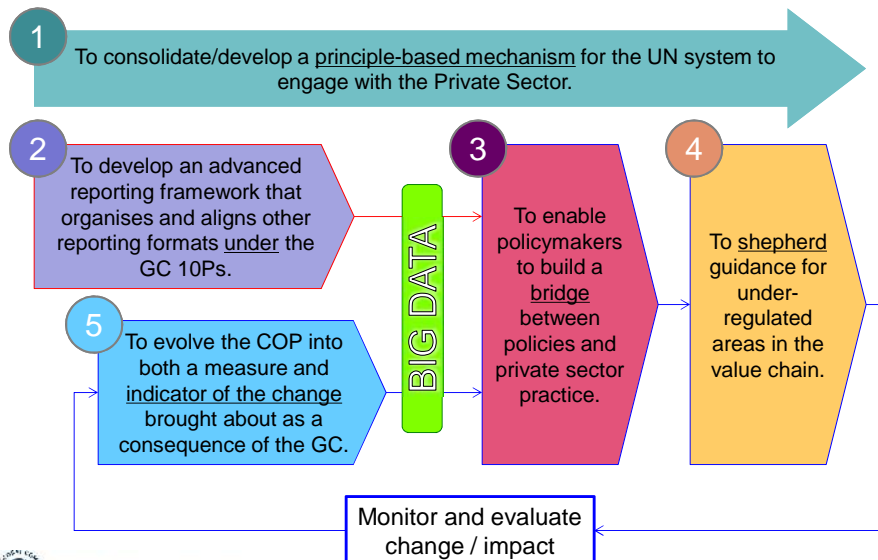 1
To consolidate/develop a principle-based mechanism for the UN system to
engage with the Private Sector.
2
To develop an advanced
reporting framework that
organises and aligns other
reporting formats under the
GC 10Ps.
5
To evolve the COP into
both a measure and
indicator of the change
brought about as a
consequence of the GC.
BIG DATA
3
To enable
policymakers
to build a
bridge
between
policies and
private sector
practice.
4
To shepherd
guidance for
under-
regulated
areas in the
value chain.
Monitor and evaluate
change / impact